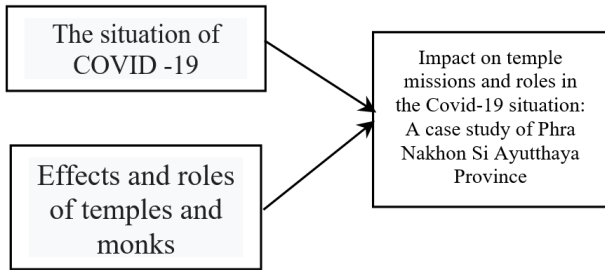 The situation of
COVID -19
Effects and roles
of temples and
monks
Impact on temple
missions and roles in
the Covid-19 situation:
A case study of Phra
Nakhon Si Ayutthaya
Province